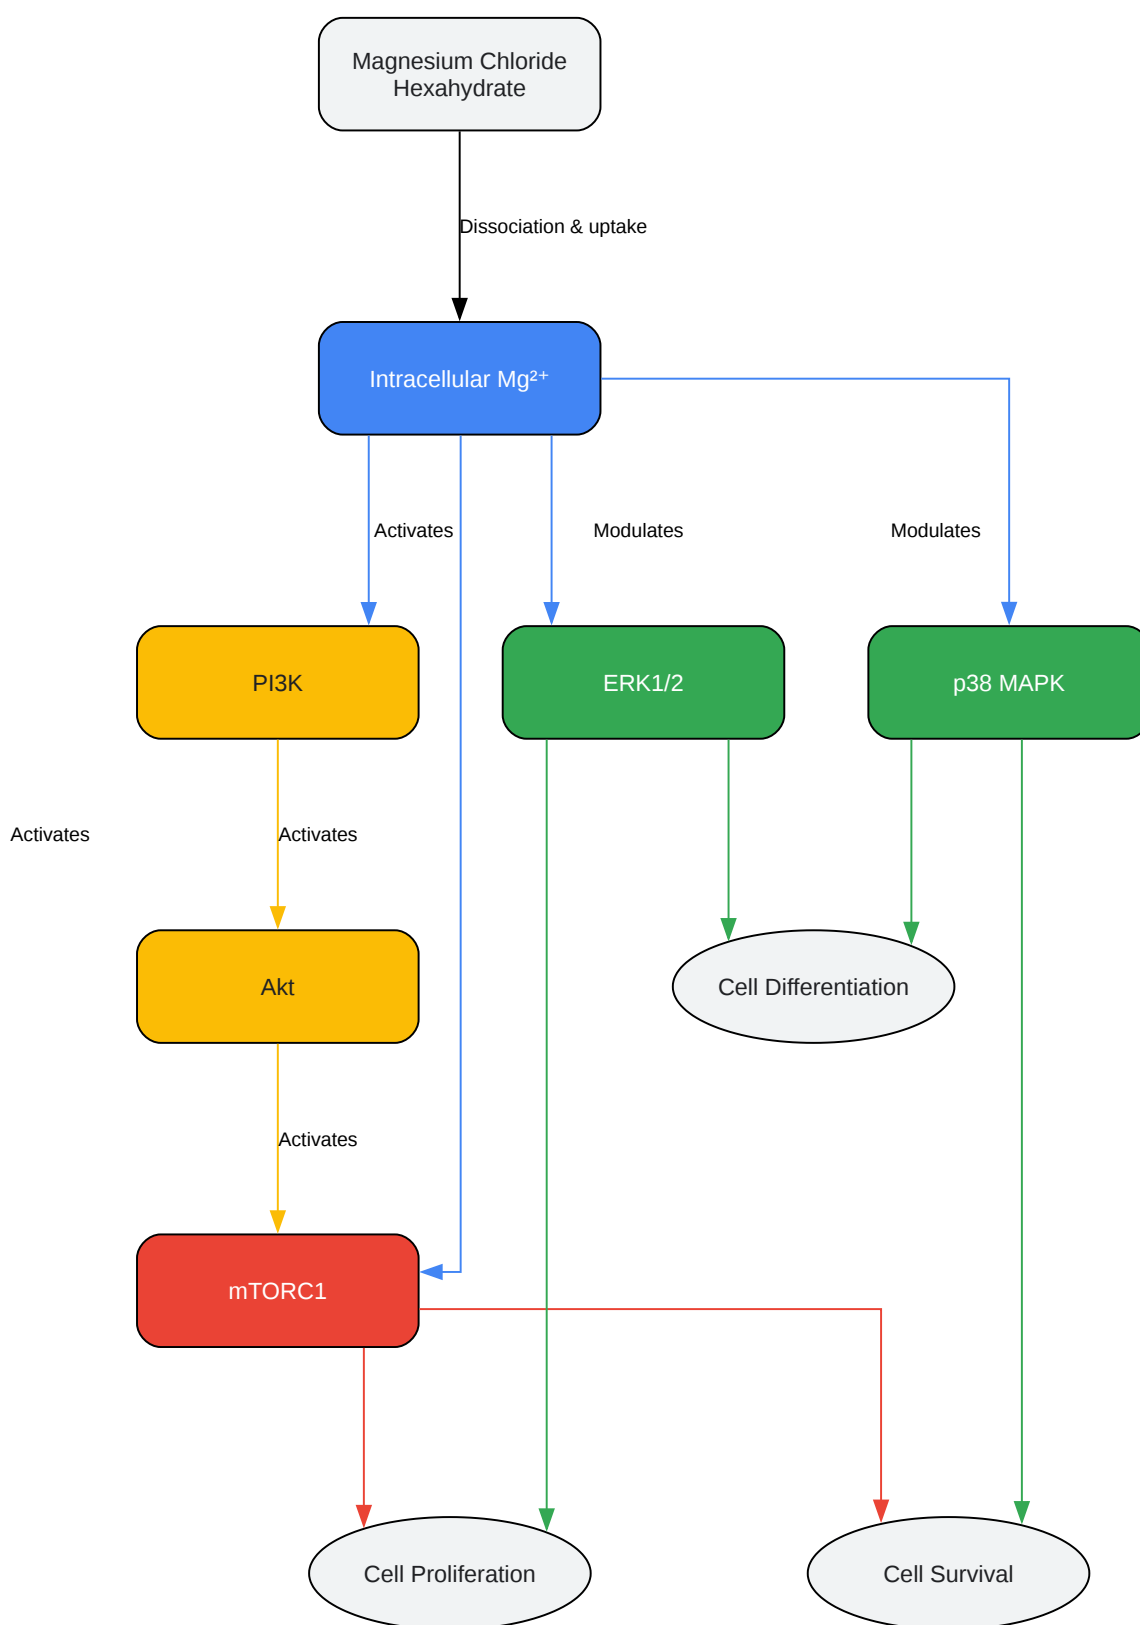 Magnesium Chloride
Hexahydrate
Dissociation & uptake
Intracellular Mg²⁺
Activates
Modulates
Modulates
PI3K
ERK1/2
p38 MAPK
Activates
Activates
Akt
Cell Differentiation
Activates
mTORC1
Cell Proliferation
Cell Survival